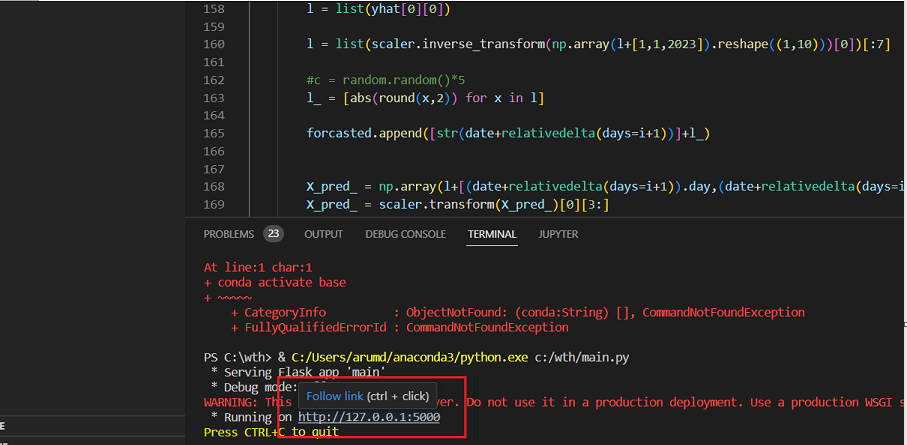 158 l = list(yhat[0][0])
159
160 l = list(scaler.inverse_transform(np.array(l+[1,1,2023]).reshape((1,10)))[0])[:7]
161
162 #c = random.random()*5
163 l_ = [abs(round(x,2)) for x in l]
164
165 forcasted.append([str(date+relativedelta(days=i+1))]+l_)
166
167
168 X_pred_ = np.array(l+[(date+relativedelta(days=i+1)).day,(date+relativedelta(days=i
169 X_pred_ = scaler.transform(X_pred_)[0][3:]
PROBLEMS 23 OUTPUT DEBUG CONSOLE TERMINAL JUPYTER
At line:1 char:1
+ conda activate base
+ ~~~~~
+ CategoryInfo : ObjectNotFound: (conda:String) [], CommandNotFoundException
+ FullyQualifiedErrorId : CommandNotFoundException
PS C:\wth> & C:/Users/arumd/anaconda3/python.exe c:/wth/main.py
* Serving Flask app 'main'
* Debug mode:
Follow link (ctrl + click)
WARNING: This ver. Do not use it in a production deployment. Use a production WSGI s
* Running on http://127.0.0.1:5000
Press CTRL+C to quit
E